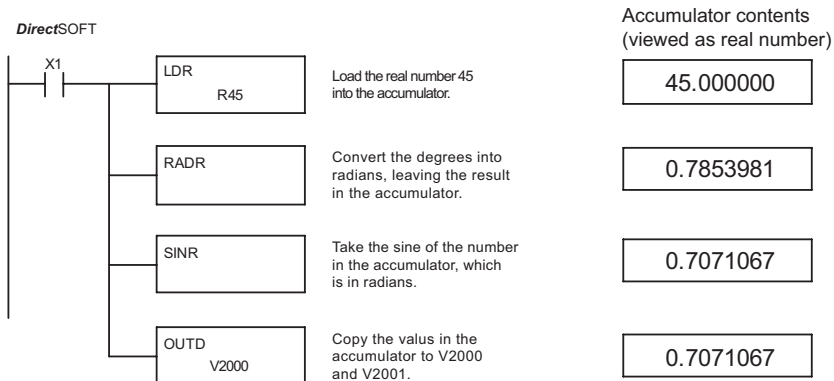 DirectSOFT
Accumulator contents
(viewed as real number)
X1
LDR
R45
Load the real number 45
into the accumulator.
45.000000
RADR
Convert the degrees into
radians, leaving the result
in the accumulator.
0.7853981
SINR
Take the sine of the number
in the accumulator, which
is in radians.
0.7071067
OUTD
V2000
Copy the valus in the
accumulator to V2000
and V2001.
0.7071067